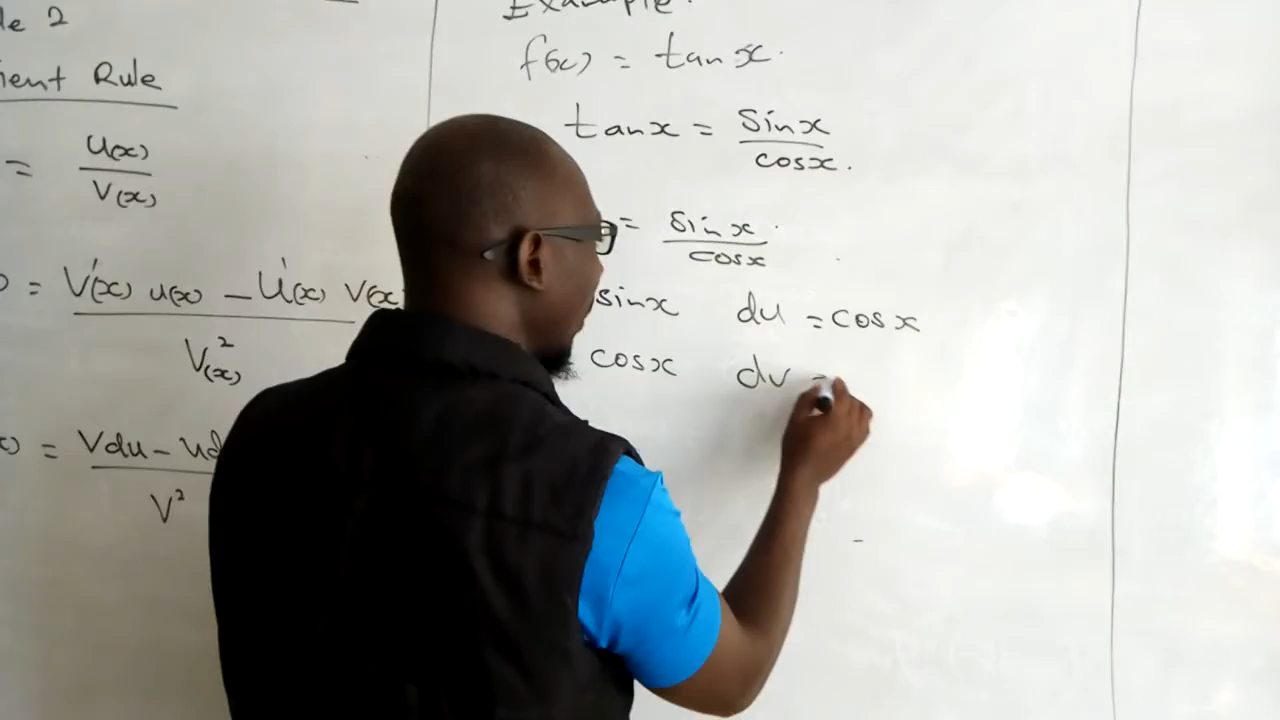 le 2
ient Rule
= u(x)
v(x)
= V'(x) u(x) – U'(x) V(x
V²(x)
= Vdu – ud
V²
Example:
f(x) = tan x.
tan x = Sin x
cos x.
= Sin x.
cos x
sin x du = cos x
cos x dv =